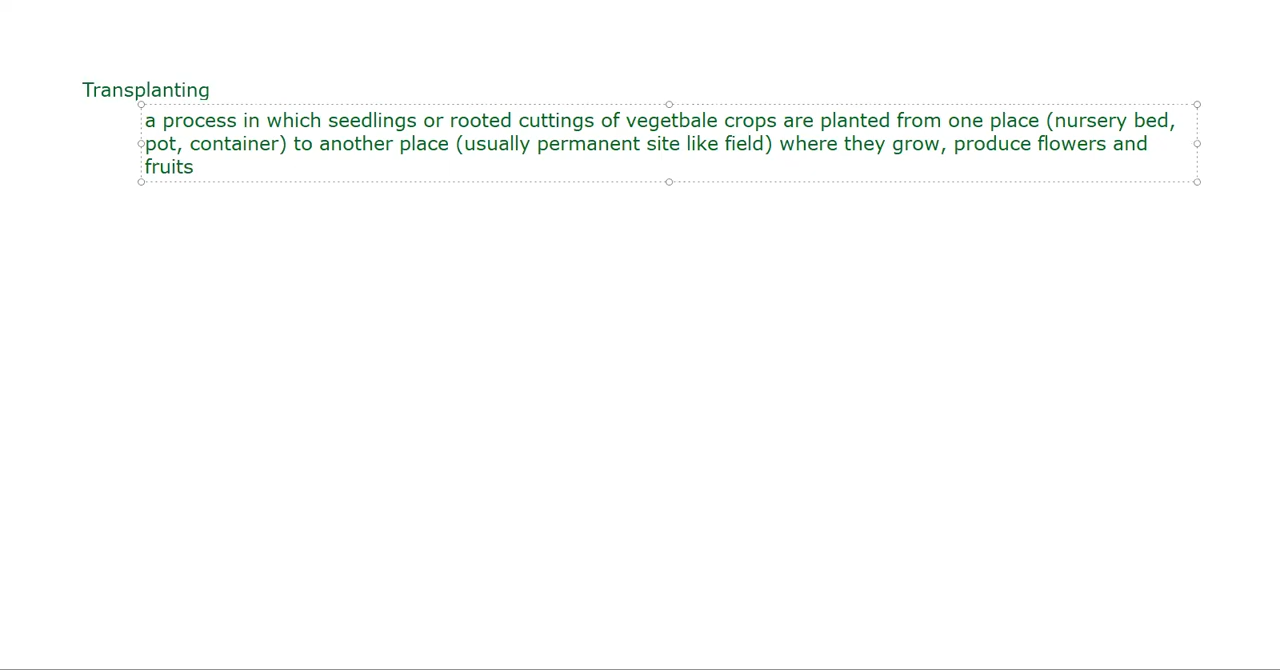 Transplanting
a process in which seedlings or rooted cuttings of vegetbale crops are planted from one place (nursery bed,
pot, container) to another place (usually permanent site like field) where they grow, produce flowers and
fruits